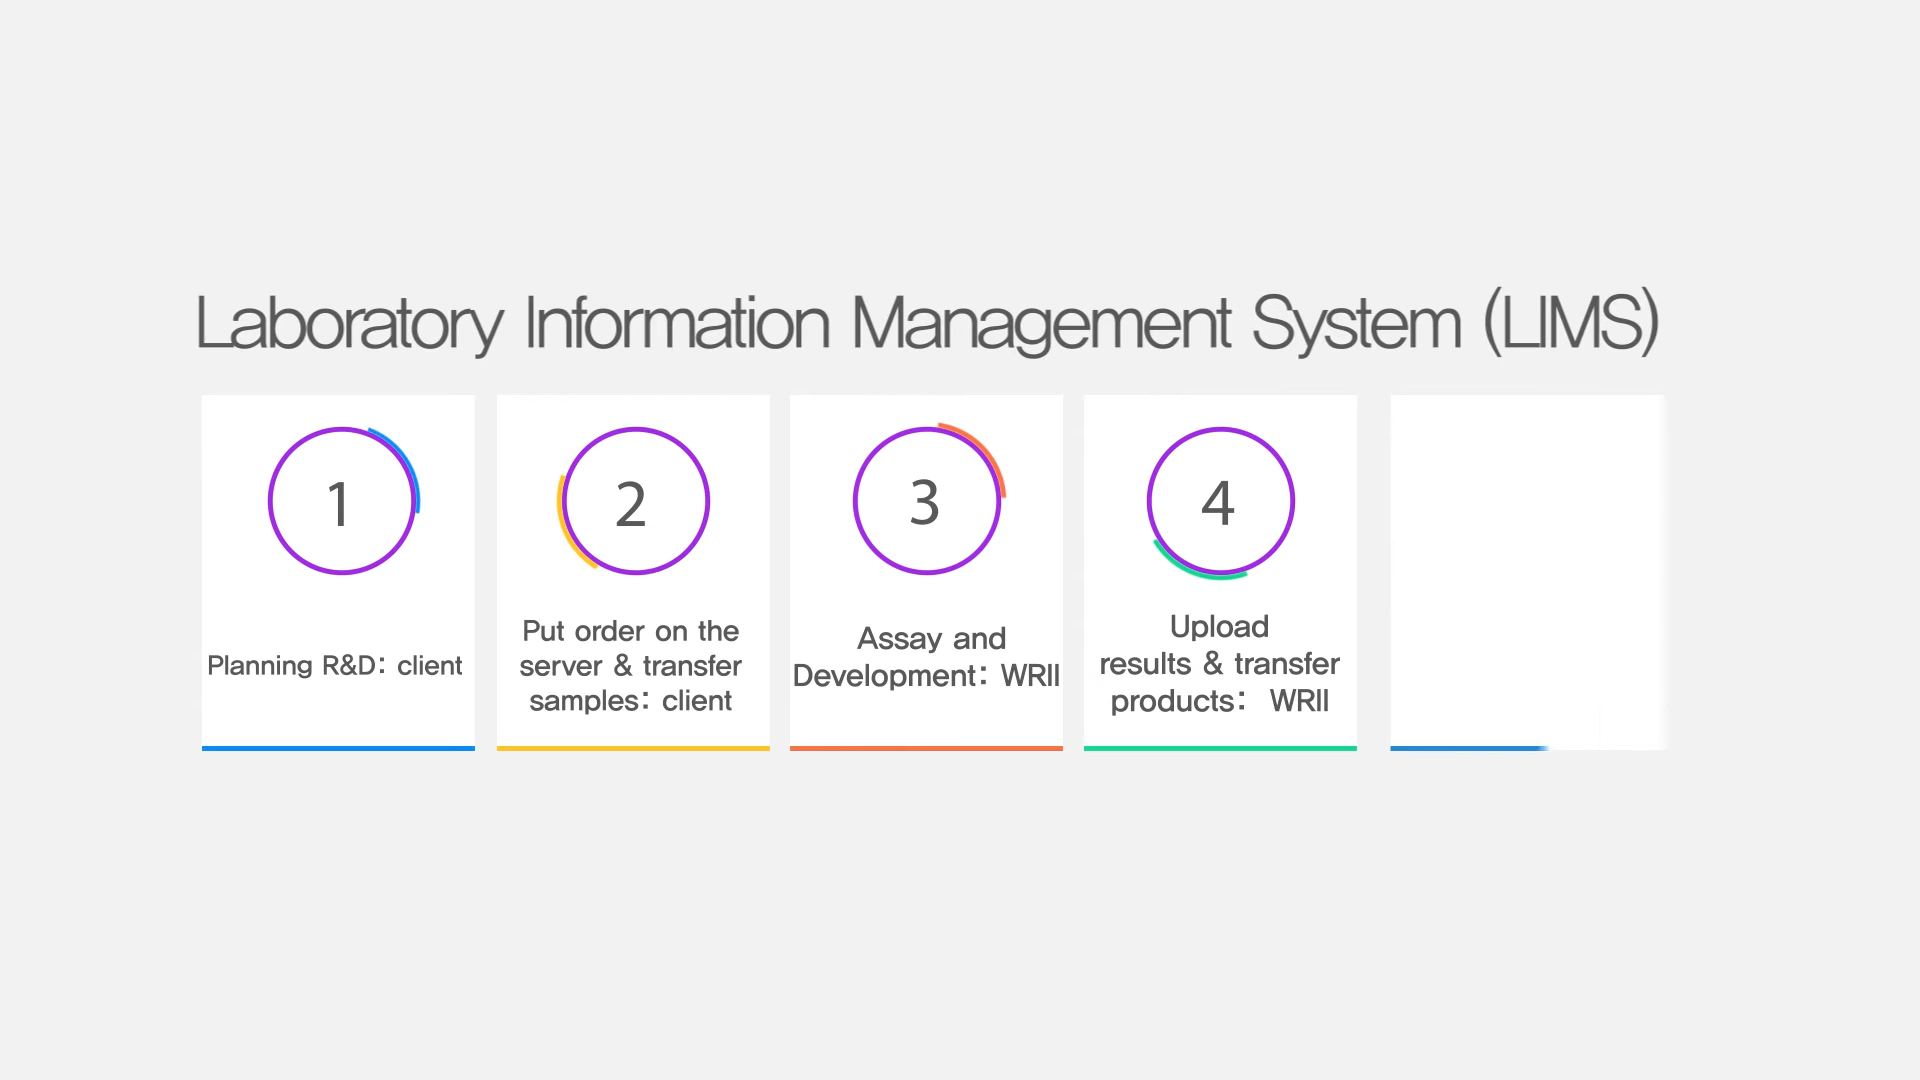 Laboratory Information Management System (LIMS)
1
Planning R&D: client
2
Put order on the
server & transfer
samples: client
3
Assay and
Development: WRII
4
Upload
results & transfer
products: WRII